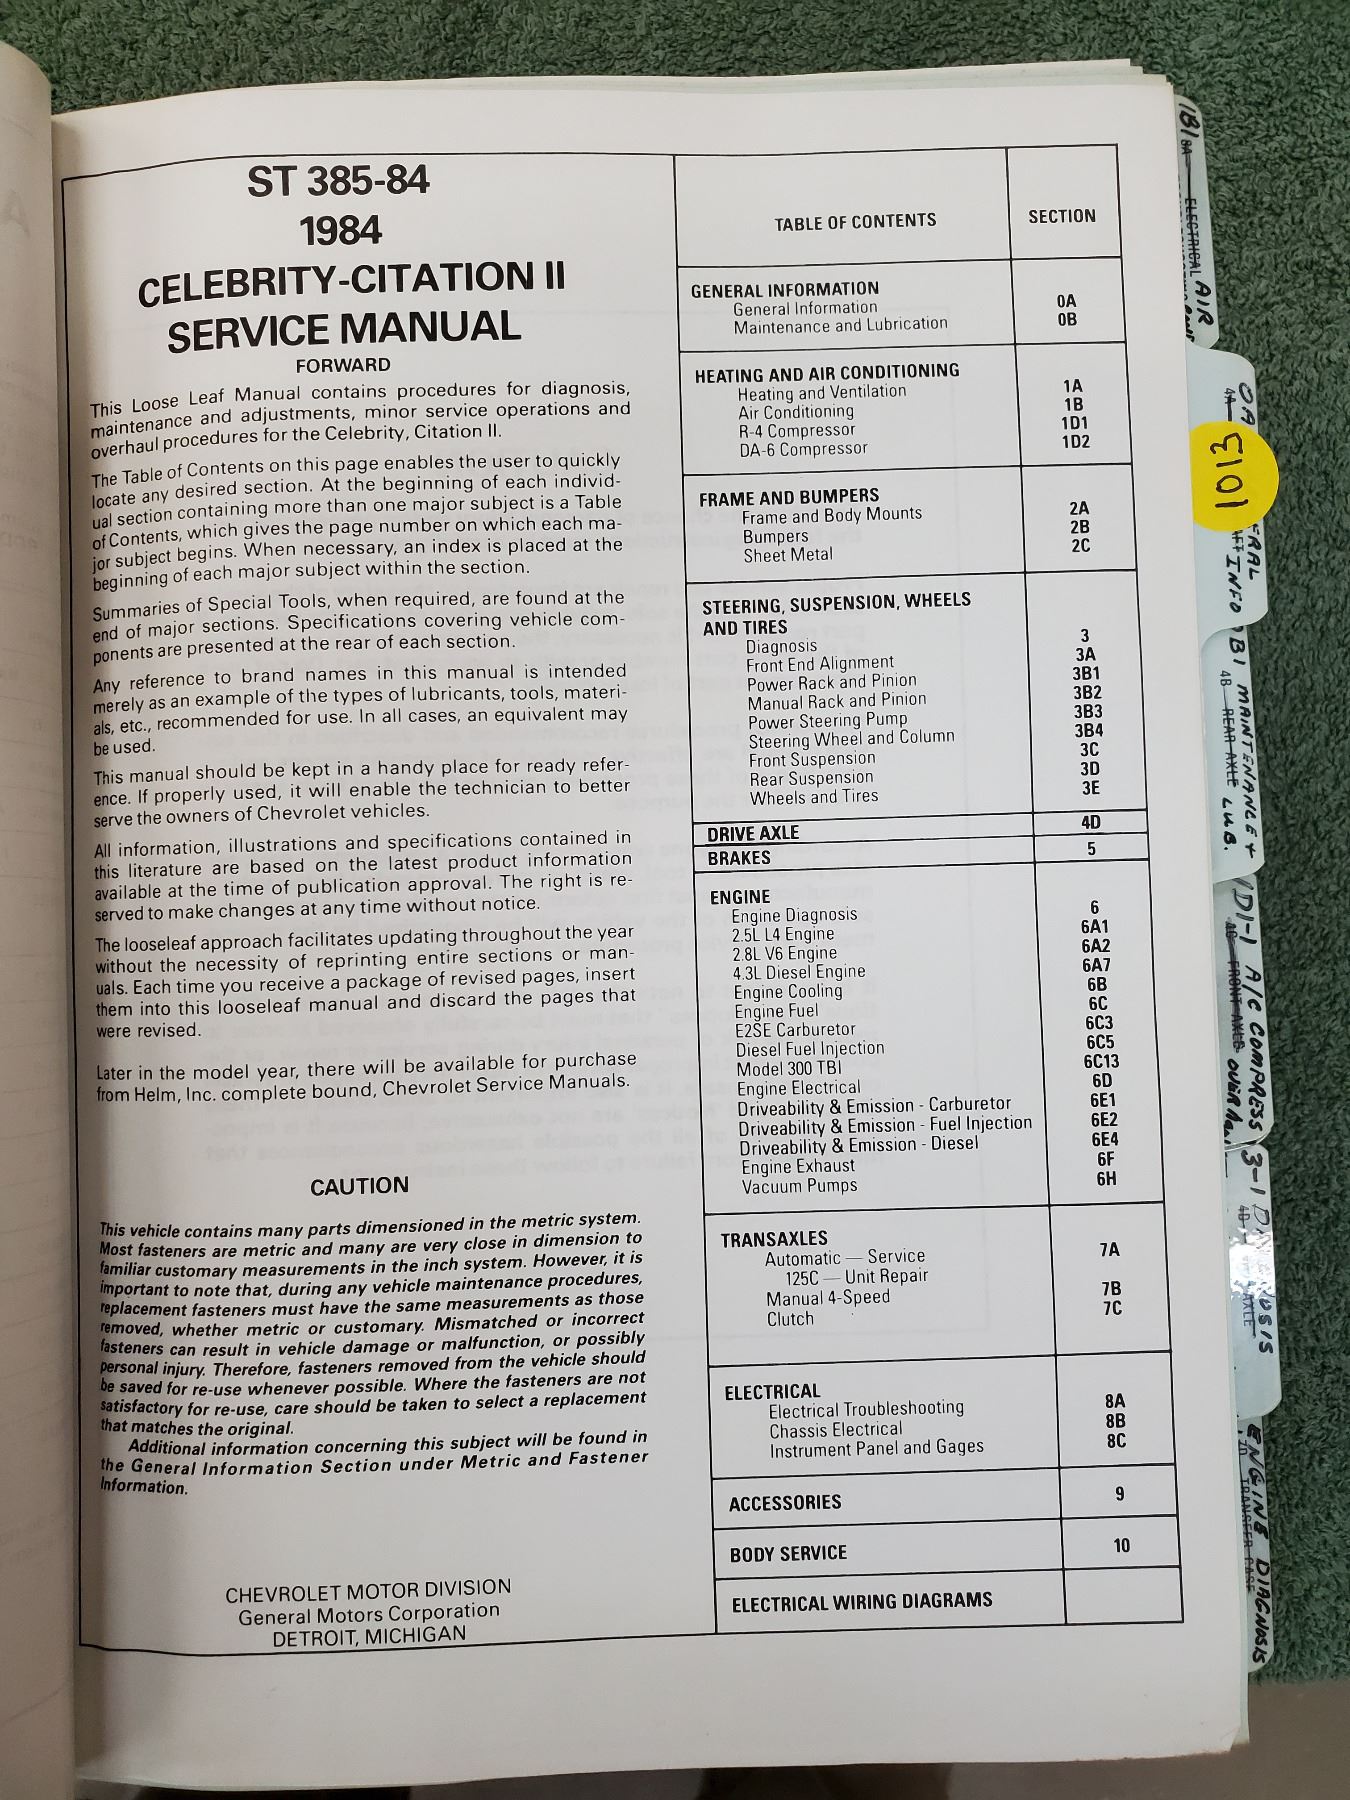 ST 385-84
1984
CELEBRITY-CITATION II
SERVICE MANUAL
FORWARD
This Loose Leaf Manual contains procedures for diagnosis,
maintenance and adjustments, minor service operations and
overhaul procedures for the Celebrity, Citation II.
The Table of Contents on this page enables the user to quickly
locate any desired section. At the beginning of each individ-
ual section containing more than one major subject is a Table
of Contents, which gives the page number on which each ma-
jor subject begins. When necessary, an index is placed at the
beginning of each major subject within the section.
Summaries of Special Tools, when required, are found at the
end of major sections. Specifications covering vehicle com-
ponents are presented at the rear of each section.
Any reference to brand names in this manual is intended
merely as an example of the types of lubricants, tools, materi-
als, etc., recommended for use. In all cases, an equivalent may
be used.
This manual should be kept in a handy place for ready refer-
ence. If properly used, it will enable the technician to better
serve the owners of Chevrolet vehicles.
All information, illustrations and specifications contained in
this literature are based on the latest product information
available at the time of publication approval. The right is re-
served to make changes at any time without notice.
The looseleaf approach facilitates updating throughout the year
without the necessity of reprinting entire sections or man-
uals. Each time you receive a package of revised pages, insert
them into this looseleaf manual and discard the pages that
were revised.
Later in the model year, there will be available for purchase
from Helm, Inc. complete bound, Chevrolet Service Manuals.
CAUTION
This vehicle contains many parts dimensioned in the metric system.
Most fasteners are metric and many are very close in dimension to
familiar customary measurements in the inch system. However, it is
important to note that, during any vehicle maintenance procedures,
replacement fasteners must have the same measurements as those
removed, whether metric or customary. Mismatched or incorrect
fasteners can result in vehicle damage or malfunction, or possibly
personal injury. Therefore, fasteners removed from the vehicle should
be saved for re-use whenever possible. Where the fasteners are not
satisfactory for re-use, care should be taken to select a replacement
that matches the original.
Additional information concerning this subject will be found in
the General Information Section under Metric and Fastener
Information.
CHEVROLET MOTOR DIVISION
General Motors Corporation
DETROIT, MICHIGAN
TABLE OF CONTENTS SECTION
GENERAL INFORMATION
General Information 0A
Maintenance and Lubrication 0B
HEATING AND AIR CONDITIONING
Heating and Ventilation 1A
Air Conditioning 1B
R-4 Compressor 1D1
DA-6 Compressor 1D2
FRAME AND BUMPERS
Frame and Body Mounts 2A
Bumpers 2B
Sheet Metal 2C
STEERING, SUSPENSION, WHEELS
AND TIRES
Diagnosis 3
Front End Alignment 3A
Power Rack and Pinion 3B1
Manual Rack and Pinion 3B2
Power Steering Pump 3B3
Steering Wheel and Column 3B4
Front Suspension 3C
Rear Suspension 3D
Wheels and Tires 3E
DRIVE AXLE 4D
BRAKES 5
ENGINE
Engine Diagnosis 6
2.5L L4 Engine 6A1
2.8L V6 Engine 6A2
4.3L Diesel Engine 6A7
Engine Cooling 6B
Engine Fuel 6C
E2SE Carburetor 6C3
Diesel Fuel Injection 6C5
Model 300 TBI 6C13
Engine Electrical 6D
Driveability & Emission - Carburetor 6E1
Driveability & Emission - Fuel Injection 6E2
Driveability & Emission - Diesel 6E4
Engine Exhaust 6F
Vacuum Pumps 6H
TRANSAXLES
Automatic — Service 7A
125C — Unit Repair
Manual 4-Speed 7B
Clutch 7C
ELECTRICAL
Electrical Troubleshooting 8A
Chassis Electrical 8B
Instrument Panel and Gages 8C
ACCESSORIES 9
BODY SERVICE 10
ELECTRICAL WIRING DIAGRAMS
1B1 AIR
8A ELECTRICAL
0A
4A
INFO
MAINTENANCE +
LUB.
4B REAR AXLE
1D1-1 A/C COMPRESS
FRONT AXLE
3-1
4D
AXLE
ENGINE DIAGNOSIS
TRANSFER CASE